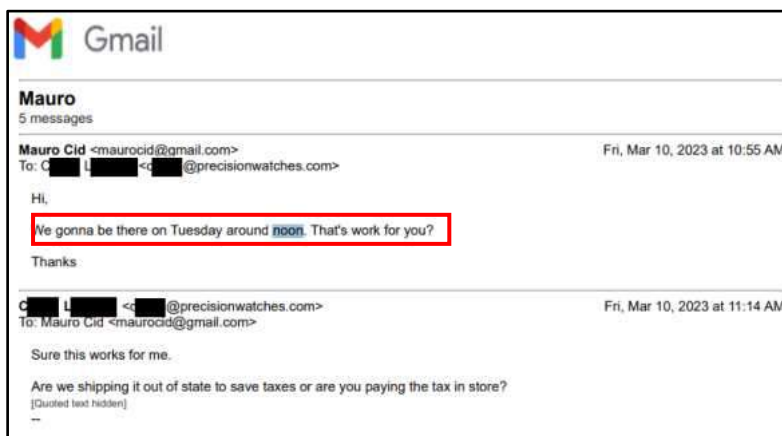 Gmail
Mauro
5 messages
Mauro Cid <maurocid@gmail.com>
Fri, Mar 10, 2023 at 10:55 AM
To: C L <c @precisionwatches.com>
Hi,
We gonna be there on Tuesday around noon. That's work for you?
Thanks
C L <c @precisionwatches.com>
Fri, Mar 10, 2023 at 11:14 AM
To: Mauro Cid <maurocid@gmail.com>
Sure this works for me.
Are we shipping it out of state to save taxes or are you paying the tax in store?
[Quoted text hidden]
--